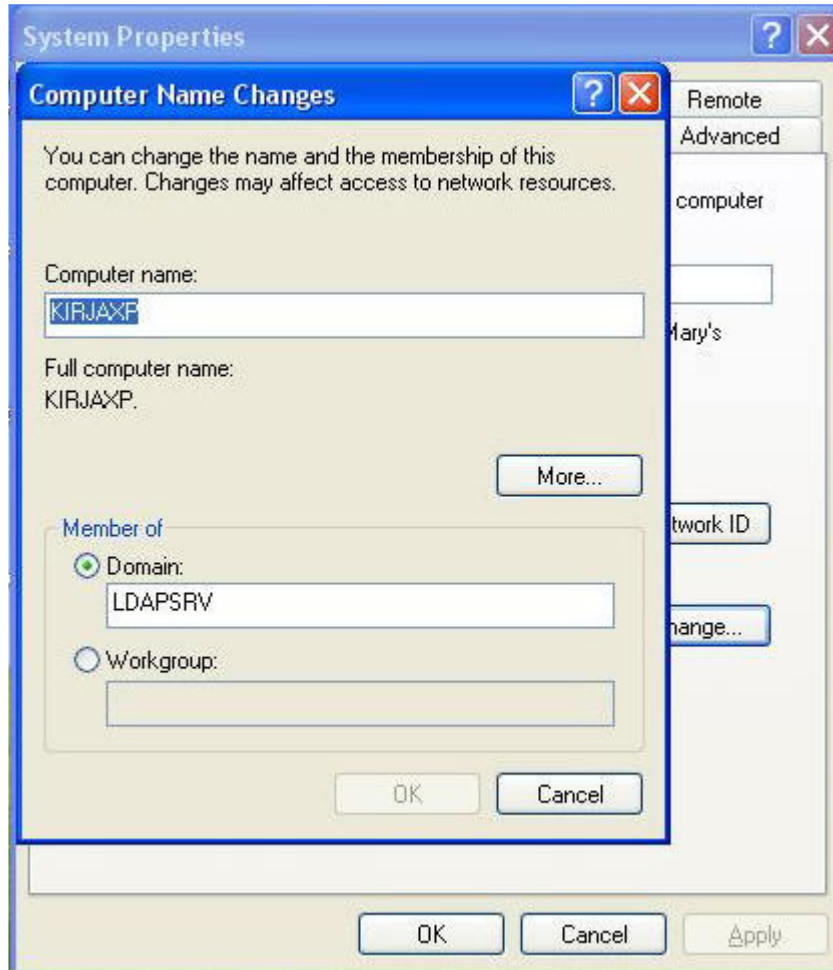 System Properties
Computer Name Changes
Remote
Advanced
You can change the name and the membership of this
computer. Changes may affect access to network resources.
computer
Computer name:
KIRJAXP
Mary's
Full computer name:
KIRJAXP.
More...
Member of
twork ID
Domain:
LDAPSRV
hange...
Workgroup:
OK
Cancel
OK
Cancel
Apply